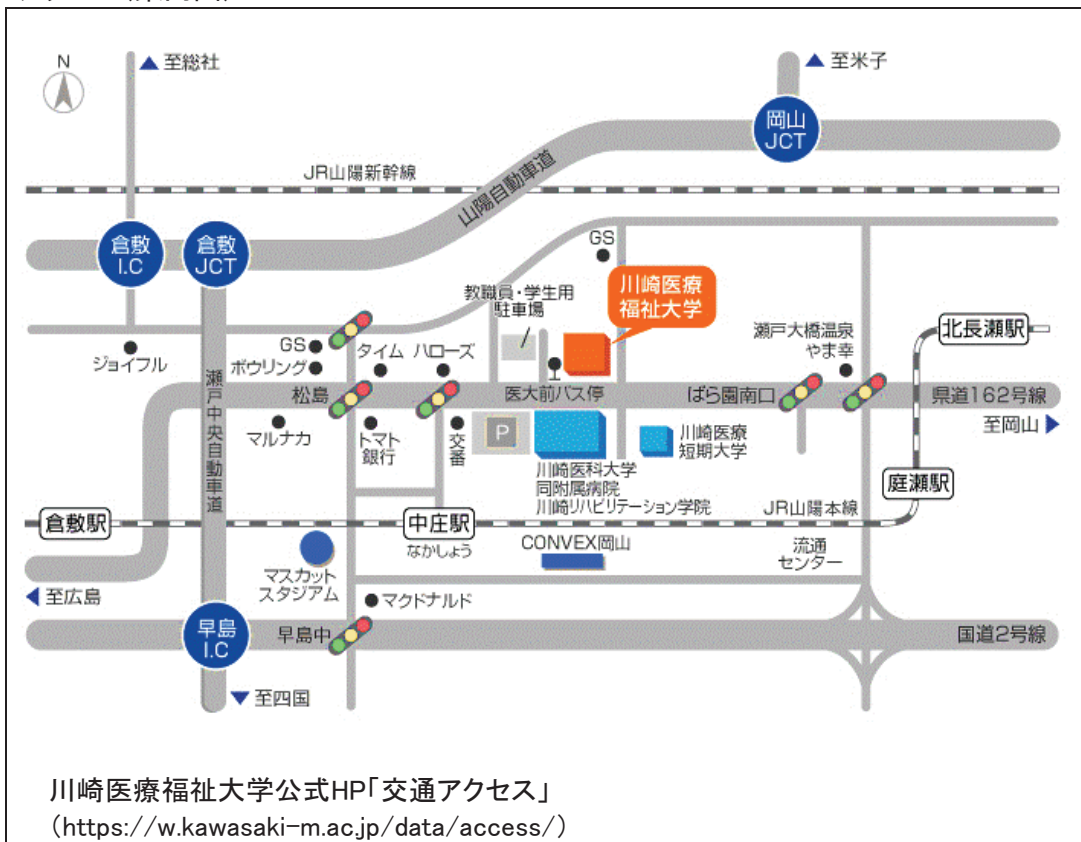 N
▲至総社
▲至米子
岡山
JCT
JR山陽新幹線
山陽自動車道
倉敷
I.C
倉敷
JCT
GS
川崎医療
福祉大学
教職員・学生用
駐車場
瀬戸大橋温泉
やま幸
北長瀬駅
ジョイフル
GS
ボウリング
タイム
ハローズ
瀬戸中央自動車道
松島
医大前バス停
ばら園南口
県道162号線
至岡山▶
マルナカ
トマト
銀行
交番
P
川崎医療
短期大学
川崎医科大学
同附属病院
川崎リハビリテーション学院
庭瀬駅
JR山陽本線
倉敷駅
中庄駅
なかしょう
CONVEX岡山
流通
センター
マスカット
スタジアム
◀至広島
マクドナルド
早島
I.C
早島中
国道2号線
▼至四国
川崎医療福祉大学公式HP「交通アクセス」
(https://w.kawasaki-m.ac.jp/data/access/)